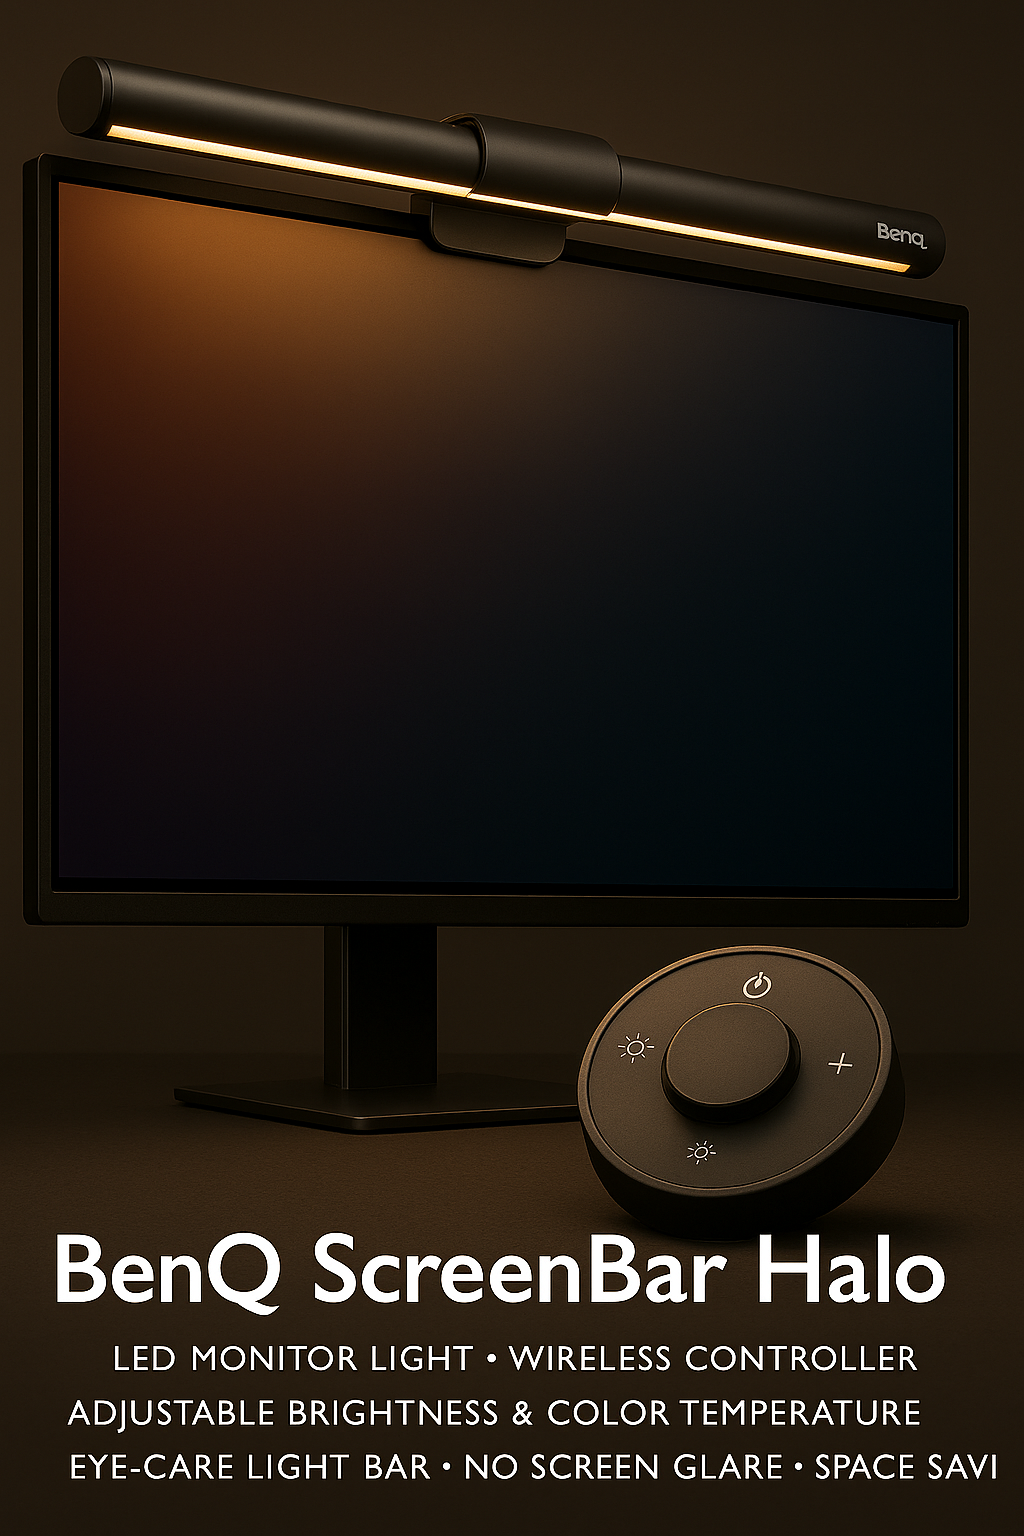 Benq
BenQ ScreenBar Halo
LED MONITOR LIGHT • WIRELESS CONTROLLER
ADJUSTABLE BRIGHTNESS & COLOR TEMPERATURE
EYE-CARE LIGHT BAR • NO SCREEN GLARE • SPACE SAVI